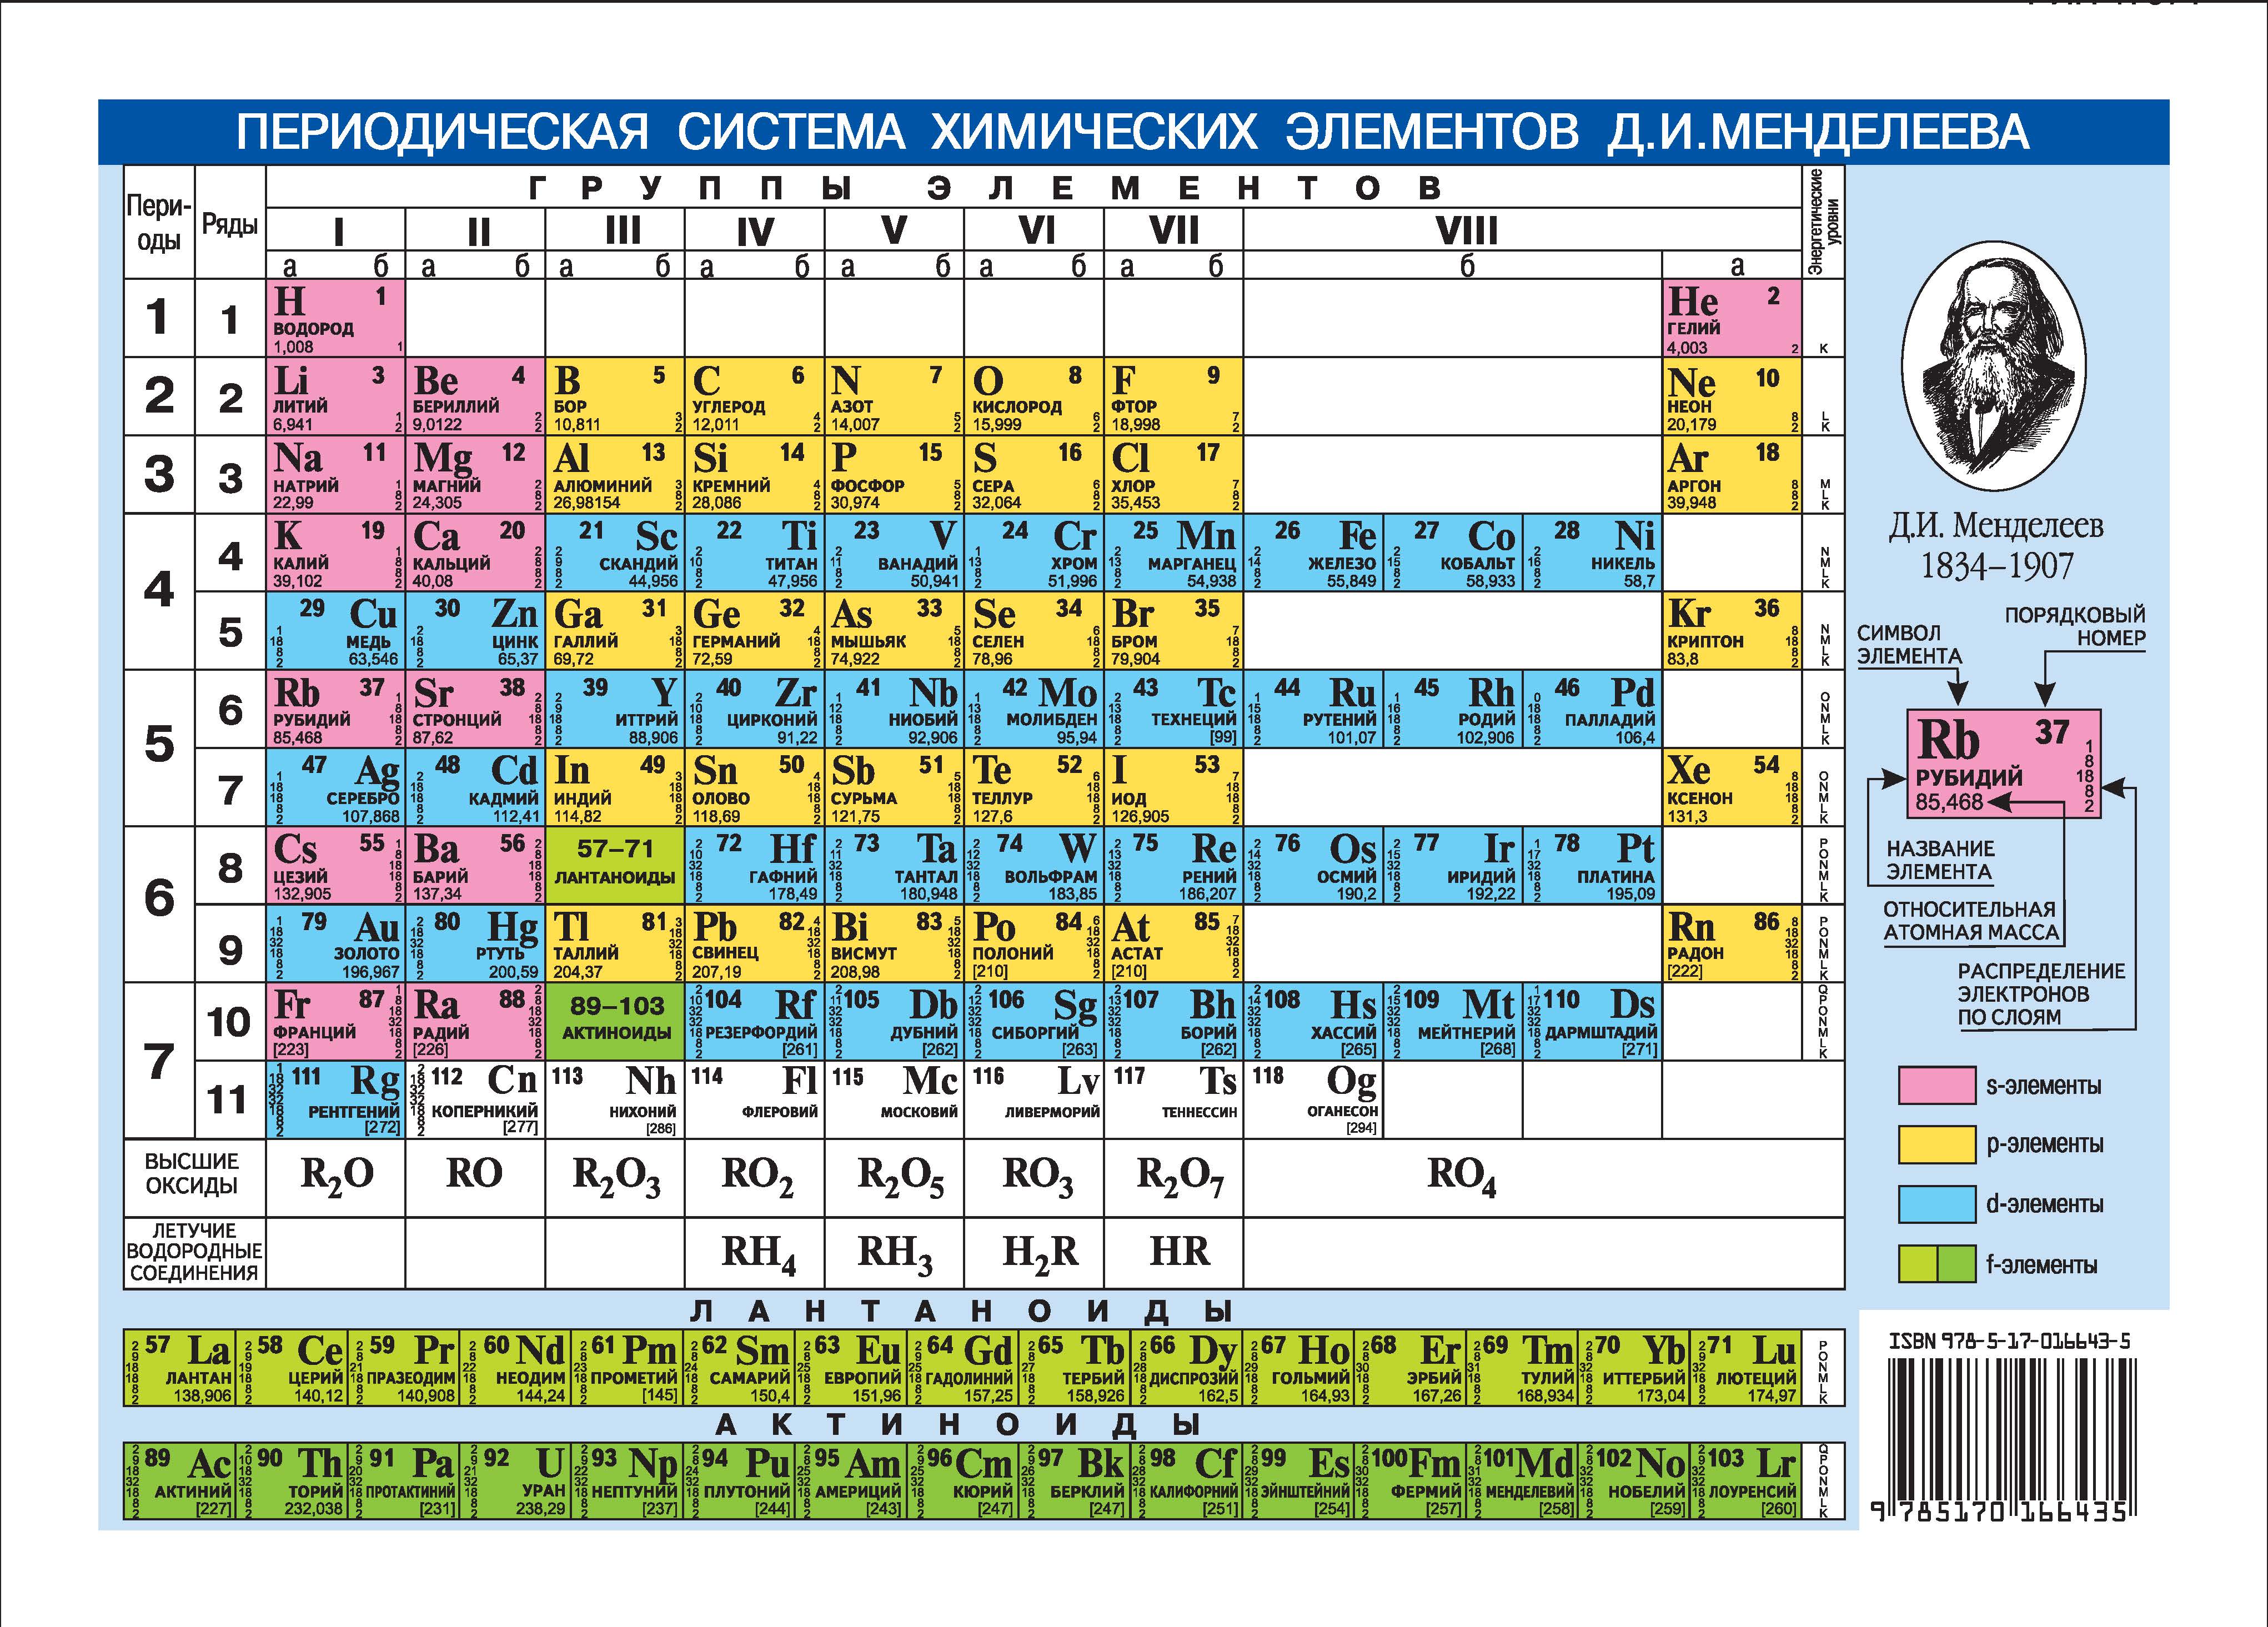 ПЕРИОДИЧЕСКАЯ СИСТЕМА ХИМИЧЕСКИХ ЭЛЕМЕНТОВ Д.И.МЕНДЕЛЕЕВА
Пери-
оды
Ряды
ГРУППЫ ЭЛЕМЕНТОВ
Энергетические уровни
I II III IV V VI VII VIII
а б а б а б а б а б а б а б б а
1 1
H 1 ВОДОРОД 1,008 1
He 2 ГЕЛИЙ 4,003 2
K
2 2
Li 3 ЛИТИЙ 6,941
Be 4 БЕРИЛЛИЙ 9,0122
B 5 БОР 10,811
C 6 УГЛЕРОД 12,011
N 7 АЗОТ 14,007
O 8 КИСЛОРОД 15,999
F 9 ФТОР 18,998
Ne 10 НЕОН 20,179
L K
3 3
Na 11 НАТРИЙ 22,99
Mg 12 МАГНИЙ 24,305
Al 13 АЛЮМИНИЙ 26,98154
Si 14 КРЕМНИЙ 28,086
P 15 ФОСФОР 30,974
S 16 СЕРА 32,064
Cl 17 ХЛОР 35,453
Ar 18 АРГОН 39,948
M L K
4 4
K 19 КАЛИЙ 39,102
Ca 20 КАЛЬЦИЙ 40,08
21 Sc СКАНДИЙ 44,956
22 Ti ТИТАН 47,956
23 V ВАНАДИЙ 50,941
24 Cr ХРОМ 51,996
25 Mn МАРГАНЕЦ 54,938
26 Fe ЖЕЛЕЗО 55,849
27 Co КОБАЛЬТ 58,933
28 Ni НИКЕЛЬ 58,7
N M L K
5
29 Cu МЕДЬ 63,546
30 Zn ЦИНК 65,37
Ga 31 ГАЛЛИЙ 69,72
Ge 32 ГЕРМАНИЙ 72,59
As 33 МЫШЬЯК 74,922
Se 34 СЕЛЕН 78,96
Br 35 БРОМ 79,904
Kr 36 КРИПТОН 83,8
N M L K
5 6
Rb 37 РУБИДИЙ 85,468
Sr 38 СТРОНЦИЙ 87,62
39 Y ИТТРИЙ 88,906
40 Zr ЦИРКОНИЙ 91,22
41 Nb НИОБИЙ 92,906
42 Mo МОЛИБДЕН 95,94
43 Tc ТЕХНЕЦИЙ [99]
44 Ru РУТЕНИЙ 101,07
45 Rh РОДИЙ 102,906
46 Pd ПАЛЛАДИЙ 106,4
O N M L K
7
47 Ag СЕРЕБРО 107,868
48 Cd КАДМИЙ 112,41
In 49 ИНДИЙ 114,82
Sn 50 ОЛОВО 118,69
Sb 51 СУРЬМА 121,75
Te 52 ТЕЛЛУР 127,6
I 53 ИОД 126,905
Xe 54 КСЕНОН 131,3
O N M L K
6 8
Cs 55 ЦЕЗИЙ 132,905
Ba 56 БАРИЙ 137,34
57–71 ЛАНТАНОИДЫ
72 Hf ГАФНИЙ 178,49
73 Ta ТАНТАЛ 180,948
74 W ВОЛЬФРАМ 183,85
75 Re РЕНИЙ 186,207
76 Os ОСМИЙ 190,2
77 Ir ИРИДИЙ 192,22
78 Pt ПЛАТИНА 195,09
P O N M L K
9
79 Au ЗОЛОТО 196,967
80 Hg РТУТЬ 200,59
Tl 81 ТАЛЛИЙ 204,37
Pb 82 СВИНЕЦ 207,19
Bi 83 ВИСМУТ 208,98
Po 84 ПОЛОНИЙ [210]
At 85 АСТАТ [210]
Rn 86 РАДОН [222]
P O N M L K
7 10
Fr 87 ФРАНЦИЙ [223]
Ra 88 РАДИЙ [226]
89–103 АКТИНОИДЫ
104 Rf РЕЗЕРФОРДИЙ [261]
105 Db ДУБНИЙ [262]
106 Sg СИБОРГИЙ [263]
107 Bh БОРИЙ [262]
108 Hs ХАССИЙ [265]
109 Mt МЕЙТНЕРИЙ [268]
110 Ds ДАРМШТАДИЙ [271]
Q P O N M L K
11
111 Rg РЕНТГЕНИЙ [272]
112 Cn КОПЕРНИКИЙ [277]
113 Nh НИХОНИЙ [286]
114 Fl ФЛЕРОВИЙ
115 Mc МОСКОВИЙ
116 Lv ЛИВЕРМОРИЙ
117 Ts ТЕННЕССИН
118 Og ОГАНЕСОН [294]
ВЫСШИЕ ОКСИДЫ
R2O RO R2O3 RO2 R2O5 RO3 R2O7 RO4
ЛЕТУЧИЕ ВОДОРОДНЫЕ СОЕДИНЕНИЯ
RH4 RH3 H2R HR
ЛАНТАНОИДЫ
57 La ЛАНТАН 138,906
58 Ce ЦЕРИЙ 140,12
59 Pr ПРАЗЕОДИМ 140,908
60 Nd НЕОДИМ 144,24
61 Pm ПРОМЕТИЙ [145]
62 Sm САМАРИЙ 150,4
63 Eu ЕВРОПИЙ 151,96
64 Gd ГАДОЛИНИЙ 157,25
65 Tb ТЕРБИЙ 158,926
66 Dy ДИСПРОЗИЙ 162,5
67 Ho ГОЛЬМИЙ 164,93
68 Er ЭРБИЙ 167,26
69 Tm ТУЛИЙ 168,934
70 Yb ИТТЕРБИЙ 173,04
71 Lu ЛЮТЕЦИЙ 174,97
P O N M L K
АКТИНОИДЫ
89 Ac АКТИНИЙ [227]
90 Th ТОРИЙ 232,038
91 Pa ПРОТАКТИНИЙ [231]
92 U УРАН 238,29
93 Np НЕПТУНИЙ [237]
94 Pu ПЛУТОНИЙ [244]
95 Am АМЕРИЦИЙ [243]
96 Cm КЮРИЙ [247]
97 Bk БЕРКЛИЙ [247]
98 Cf КАЛИФОРНИЙ [251]
99 Es ЭЙНШТЕЙНИЙ [254]
100 Fm ФЕРМИЙ [257]
101 Md МЕНДЕЛЕВИЙ [258]
102 No НОБЕЛИЙ [259]
103 Lr ЛОУРЕНСИЙ [260]
Q P O N M L K
Д.И. Менделеев
1834–1907
СИМВОЛ
ЭЛЕМЕНТА
ПОРЯДКОВЫЙ
НОМЕР
Rb 37
РУБИДИЙ
85,468
1 8 18 8 2
НАЗВАНИЕ
ЭЛЕМЕНТА
ОТНОСИТЕЛЬНАЯ
АТОМНАЯ МАССА
РАСПРЕДЕЛЕНИЕ
ЭЛЕКТРОНОВ
ПО СЛОЯМ
s-элементы
p-элементы
d-элементы
f-элементы
ISBN 978-5-17-016643-5
9 785170 166435